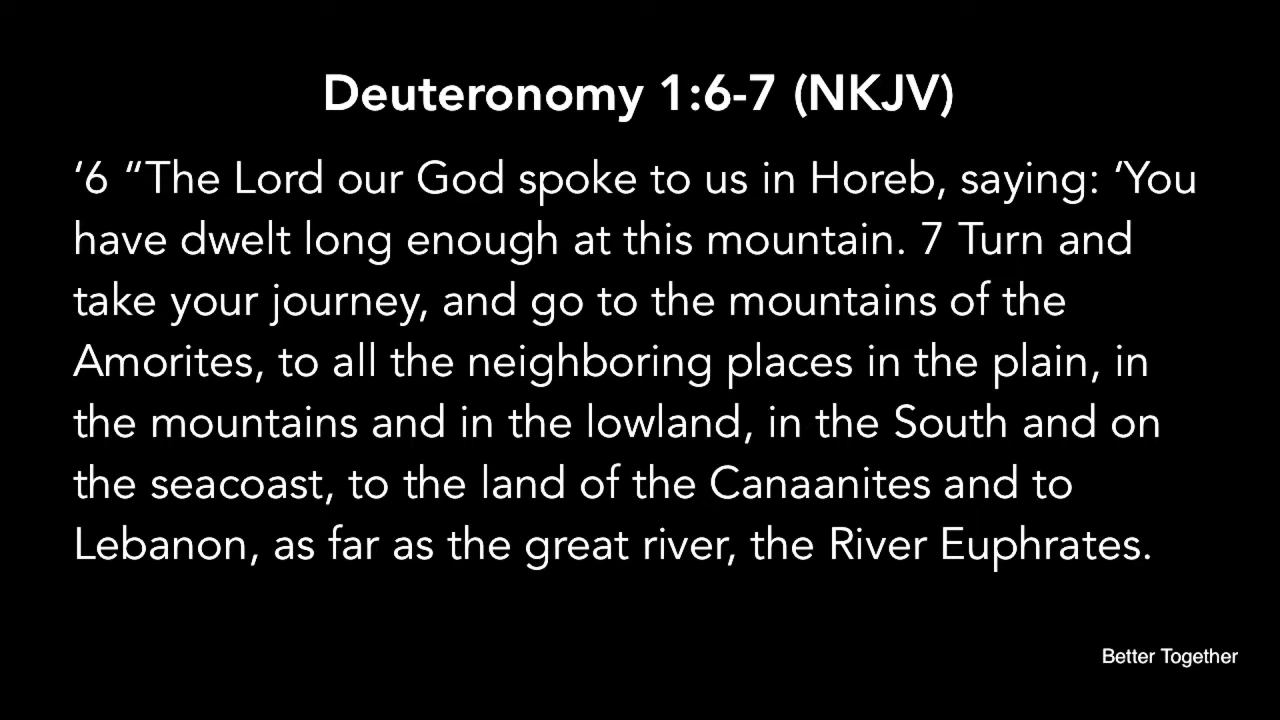 Deuteronomy 1:6-7 (NKJV)
‘6 “The Lord our God spoke to us in Horeb, saying: ‘You
have dwelt long enough at this mountain. 7 Turn and
take your journey, and go to the mountains of the
Amorites, to all the neighboring places in the plain, in
the mountains and in the lowland, in the South and on
the seacoast, to the land of the Canaanites and to
Lebanon, as far as the great river, the River Euphrates.
Better Together